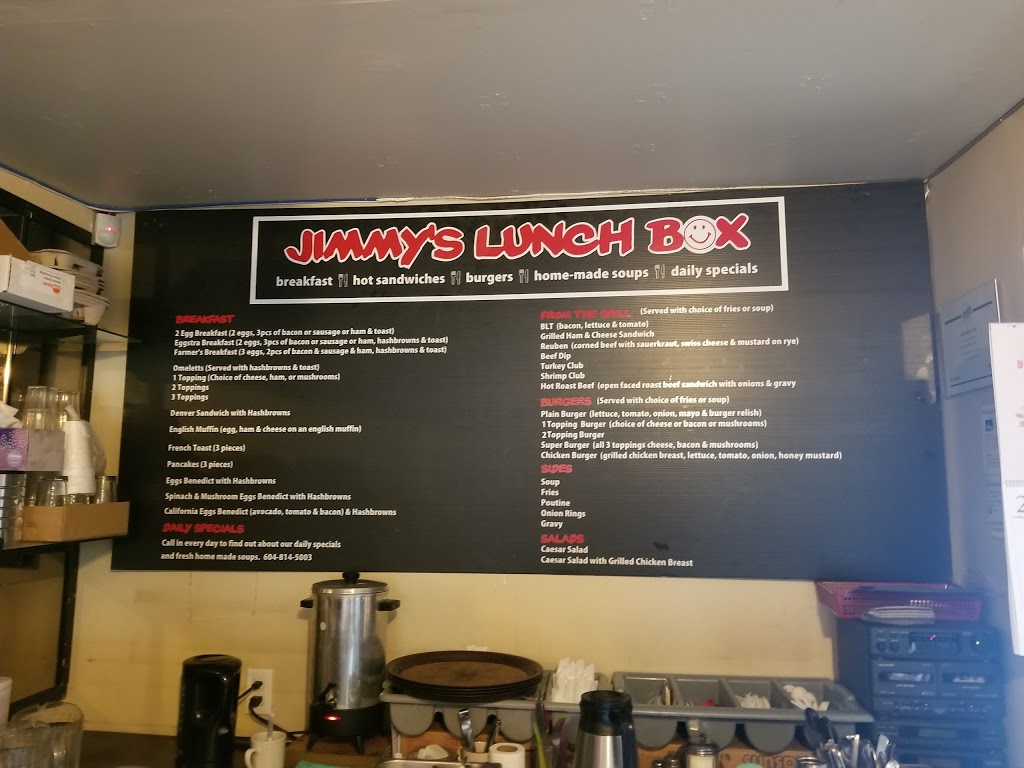 JIMMY'S LUNCH BOX
breakfast hot sandwiches burgers home-made soups daily specials
BREAKFAST
2 Egg Breakfast (2 eggs, 3pcs of bacon or sausage or ham & toast)
Eggstra Breakfast (2 eggs, 3pcs of bacon or sausage or ham, hashbrowns & toast)
Farmer's Breakfast (3 eggs, 2pcs of bacon & sausage & ham, hashbrowns & toast)
Omeletts (Served with hashbrowns & toast)
1 Topping (Choice of cheese, ham, or mushrooms)
2 Toppings
3 Toppings
Denver Sandwich with Hashbrowns
English Muffin (egg, ham & cheese on an english muffin)
French Toast (3 pieces)
Pancakes (3 pieces)
Eggs Benedict with Hashbrowns
Spinach & Mushroom Eggs Benedict with Hashbrowns
California Eggs Benedict (avocado, tomato & bacon) & Hashbrowns
DAILY SPECIALS
Call in every day to find out about our daily specials
and fresh home made soups. 604-814-5003
FROM THE GRILL (Served with choice of fries or soup)
BLT (bacon, lettuce & tomato)
Grilled Ham & Cheese Sandwich
Reuben (corned beef with sauerkraut, swiss cheese & mustard on rye)
Beef Dip
Turkey Club
Shrimp Club
Hot Roast Beef (open faced roast beef sandwich with onions & gravy
BURGERS (Served with choice of fries or soup)
Plain Burger (lettuce, tomato, onion, mayo & burger relish)
1 Topping Burger (choice of cheese or bacon or mushrooms)
2 Topping Burger
Super Burger (all 3 toppings cheese, bacon & mushrooms)
Chicken Burger (grilled chicken breast, lettuce, tomato, onion, honey mustard)
SIDES
Soup
Fries
Poutine
Onion Rings
Gravy
SALADS
Caesar Salad
Caesar Salad with Grilled Chicken Breast